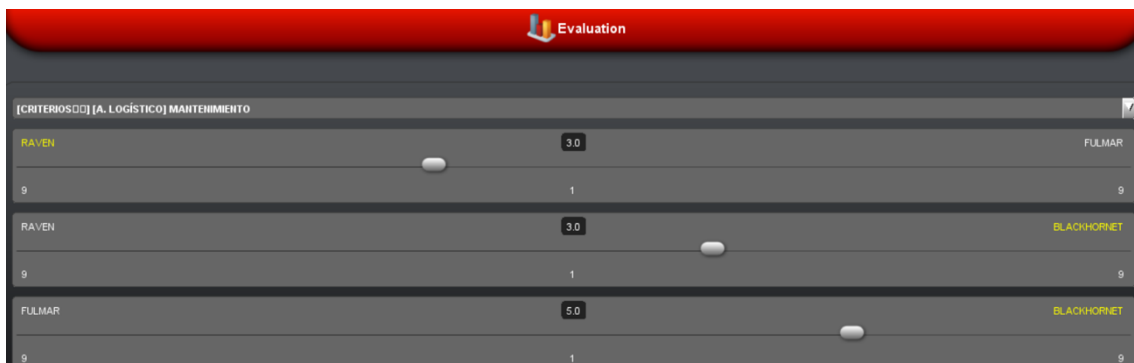 Evaluation
[CRITERIOS▯▯] [A. LOGÍSTICO] MANTENIMIENTO
RAVEN 3.0 FULMAR
9 1 9
RAVEN 3.0 BLACKHORNET
9 1 9
FULMAR 5.0 BLACKHORNET
9 1 9